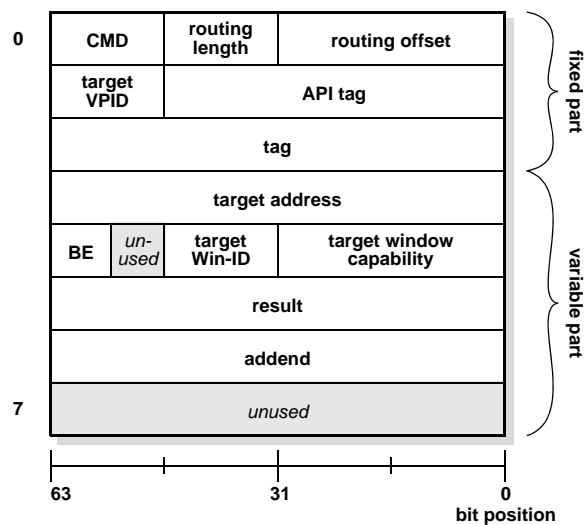 0
CMD
routing
length
routing offset
target
VPID
API tag
tag
fixed part
target address
BE
un-
used
target
Win-ID
target window
capability
result
addend
7
unused
variable part
63
31
0
bit position